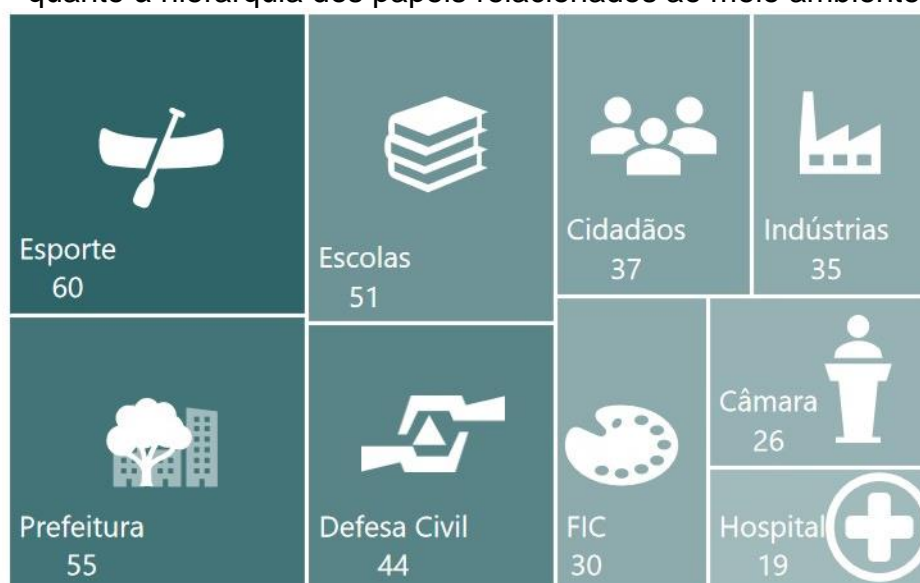 quanto à hierarquia dos papéis relacionados ao meio ambiente
Esporte
60
Escolas
51
Cidadãos
37
Indústrias
35
Prefeitura
55
Defesa Civil
44
FIC
30
Câmara
26
Hospital
19